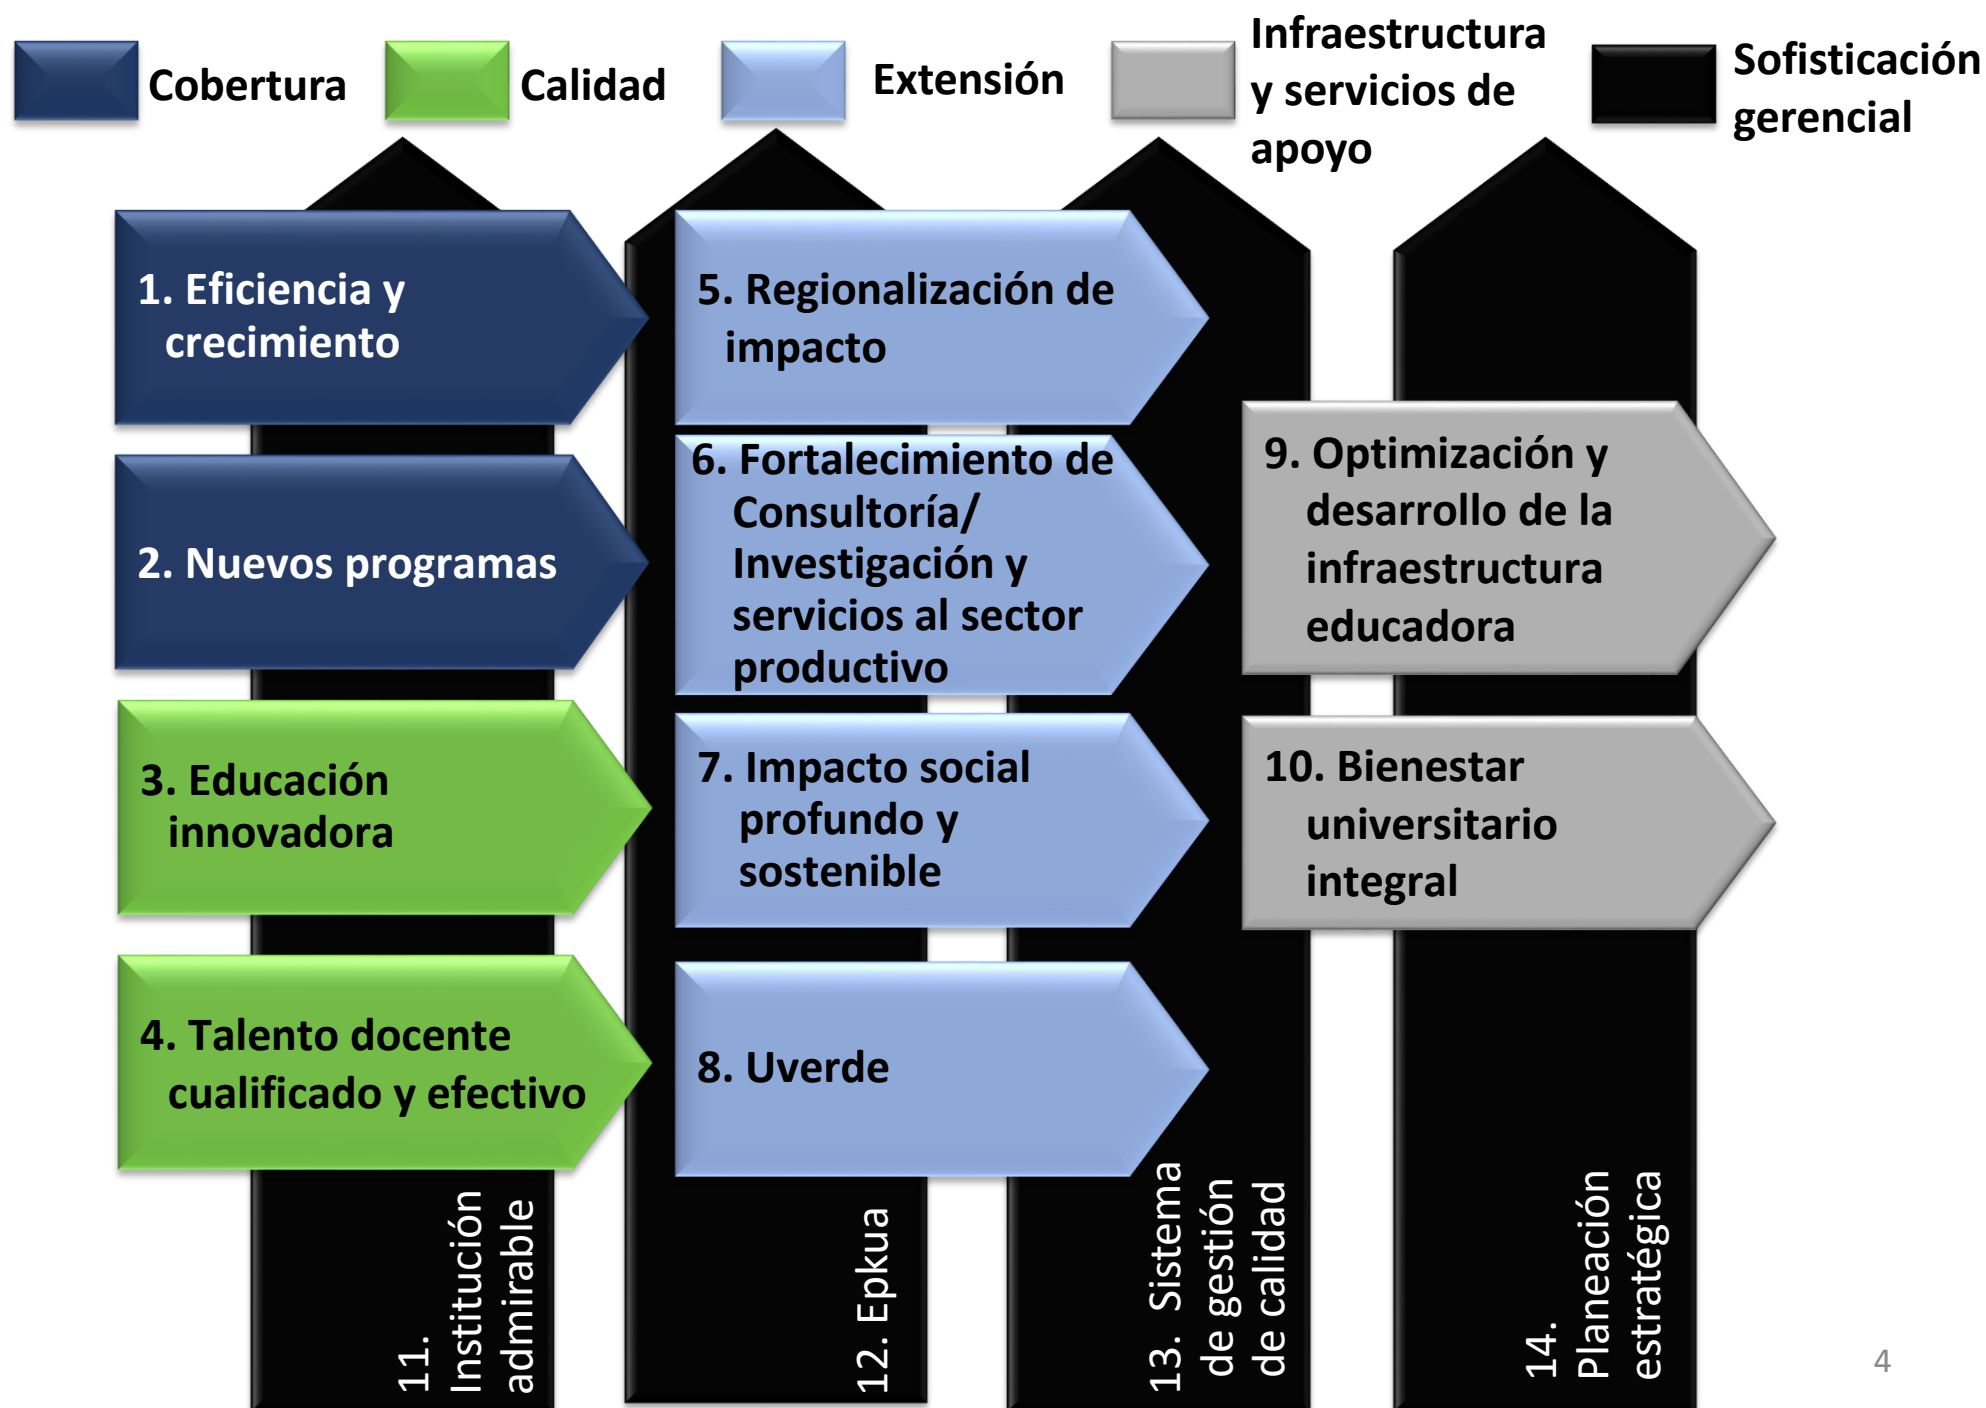 Cobertura
Calidad
Extensión
Infraestructura
y servicios de
apoyo
Sofisticación
gerencial
1. Eficiencia y
crecimiento
2. Nuevos programas
3. Educación
innovadora
4. Talento docente
cualificado y efectivo
5. Regionalización de
impacto
6. Fortalecimiento de
Consultoría/
Investigación y
servicios al sector
productivo
7. Impacto social
profundo y
sostenible
8. Uverde
9. Optimización y
desarrollo de la
infraestructura
educadora
10. Bienestar
universitario
integral
11.
Institución
admirable
12. Epkua
13. Sistema
de gestión
de calidad
14.
Planeación
estratégica
4